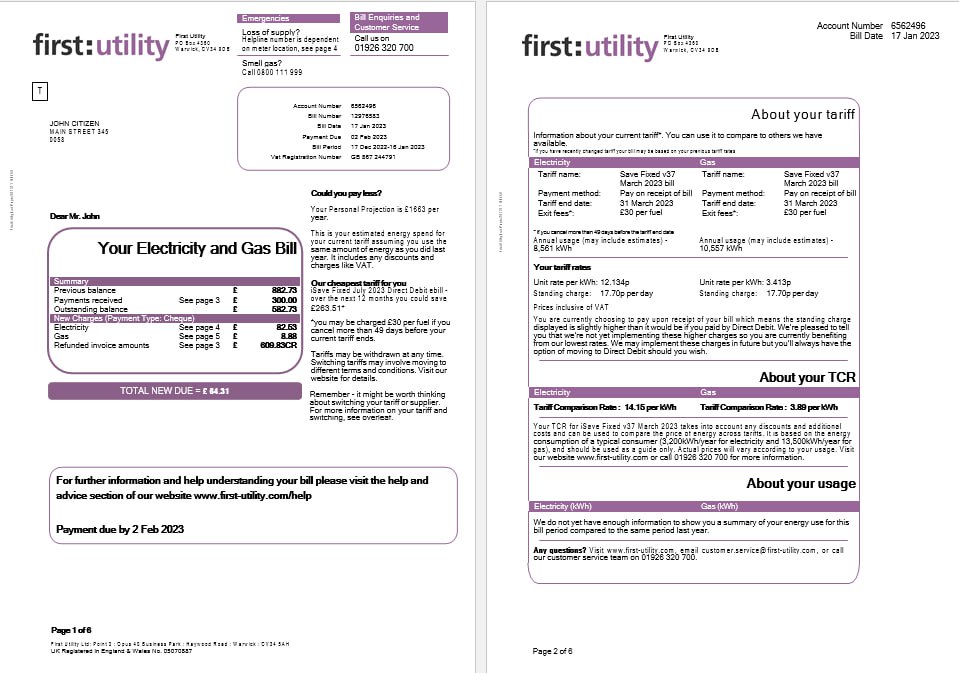 first:utility
First Utility
PO Box 4360
Warwick, CV34 9DB
Emergencies
Loss of supply?
Helpline number is dependent
on meter location, see page 4
Smell gas?
Call 0800 111 999
Bill Enquiries and
Customer Service
Call us on
01926 320 700
T
JOHN CITIZEN
MAIN STREET 345
0058
Account Number 6562496
Bill Number 12976553
Bill Date 17 Jan 2023
Payment Due 02 Feb 2023
Bill Period 17 Dec 2022-16 Jan 2023
Vat Registration Number GB 887 244791
Dear Mr. John
Your Electricity and Gas Bill
Summary
Previous balance £ 882.73
Payments received See page 3 £ 300.00
Outstanding balance £ 582.73
New Charges (Payment Type: Cheque)
Electricity See page 4 £ 82.53
Gas See page 5 £ 8.88
Refunded invoice amounts See page 3 £ 609.83CR
TOTAL NEW DUE = £ 64.31
Could you pay less?
Your Personal Projection is £1663 per
year.
This is your estimated energy spend for
your current tariff assuming you use the
same amount of energy as you did last
year. It includes any discounts and
charges like VAT.
Our cheapest tariff for you
iSave Fixed July 2023 Direct Debit ebill -
over the next 12 months you could save
£263.51*
*you may be charged £30 per fuel if you
cancel more than 49 days before your
current tariff ends.
Tariffs may be withdrawn at any time.
Switching tariffs may involve moving to
different terms and conditions. Visit our
website for details.
Remember - it might be worth thinking
about switching your tariff or supplier.
For more information on your tariff and
switching, see overleaf.
For further information and help understanding your bill please visit the help and
advice section of our website www.first-utility.com/help
Payment due by 2 Feb 2023
Page 1 of 6
First Utility Ltd: Point 3 : Opus 40 Business Park : Haywood Road : Warwick : CV34 5AH
UK Registered in England & Wales No. 05070887
first:utility
First Utility
PO Box 4360
Warwick, CV34 9DB
Account Number 6562496
Bill Date 17 Jan 2023
About your tariff
Information about your current tariff*. You can use it to compare to others we have
available.
*If you have recently changed tariff your bill may be based on your previous tariff rates
Electricity Gas
Tariff name: Save Fixed v37 Tariff name: Save Fixed v37
March 2023 bill March 2023 bill
Payment method: Pay on receipt of bill Payment method: Pay on receipt of bill
Tariff end date: 31 March 2023 Tariff end date: 31 March 2023
Exit fees*: £30 per fuel Exit fees*: £30 per fuel
* If you cancel more than 49 days before the tariff end date
Annual usage (may include estimates) - Annual usage (may include estimates) -
8,561 kWh 10,557 kWh
Your tariff rates
Unit rate per kWh: 12.134p Unit rate per kWh: 3.413p
Standing charge: 17.70p per day Standing charge: 17.70p per day
Prices inclusive of VAT
You are currently choosing to pay upon receipt of your bill which means the standing charge
displayed is slightly higher than it would be if you paid by Direct Debit. We're pleased to tell
you that we're not yet implementing these higher charges so you are currently benefiting
from our lowest rates. We may implement these charges in future but you'll always have the
option of moving to Direct Debit should you wish.
About your TCR
Electricity Gas
Tariff Comparison Rate : 14.15 per kWh Tariff Comparison Rate : 3.89 per kWh
Your TCR for iSave Fixed v37 March 2023 takes into account any discounts and additional
costs and can be used to compare the price of energy across tariffs. It is based on the energy
consumption of a typical consumer (3,200kWh/year for electricity and 13,500kWh/year for
gas), and should be used as a guide only. Actual prices will vary according to your usage. Visit
our website www.first-utility.com or call 01926 320 700 for more information.
About your usage
Electricity (kWh) Gas (kWh)
We do not yet have enough information to show you a summary of your energy use for this
bill period compared to the same period last year.
Any questions? Visit www.first-utility.com, email customer.service@first-utility.com, or call
our customer service team on 01926 320 700.
Page 2 of 6